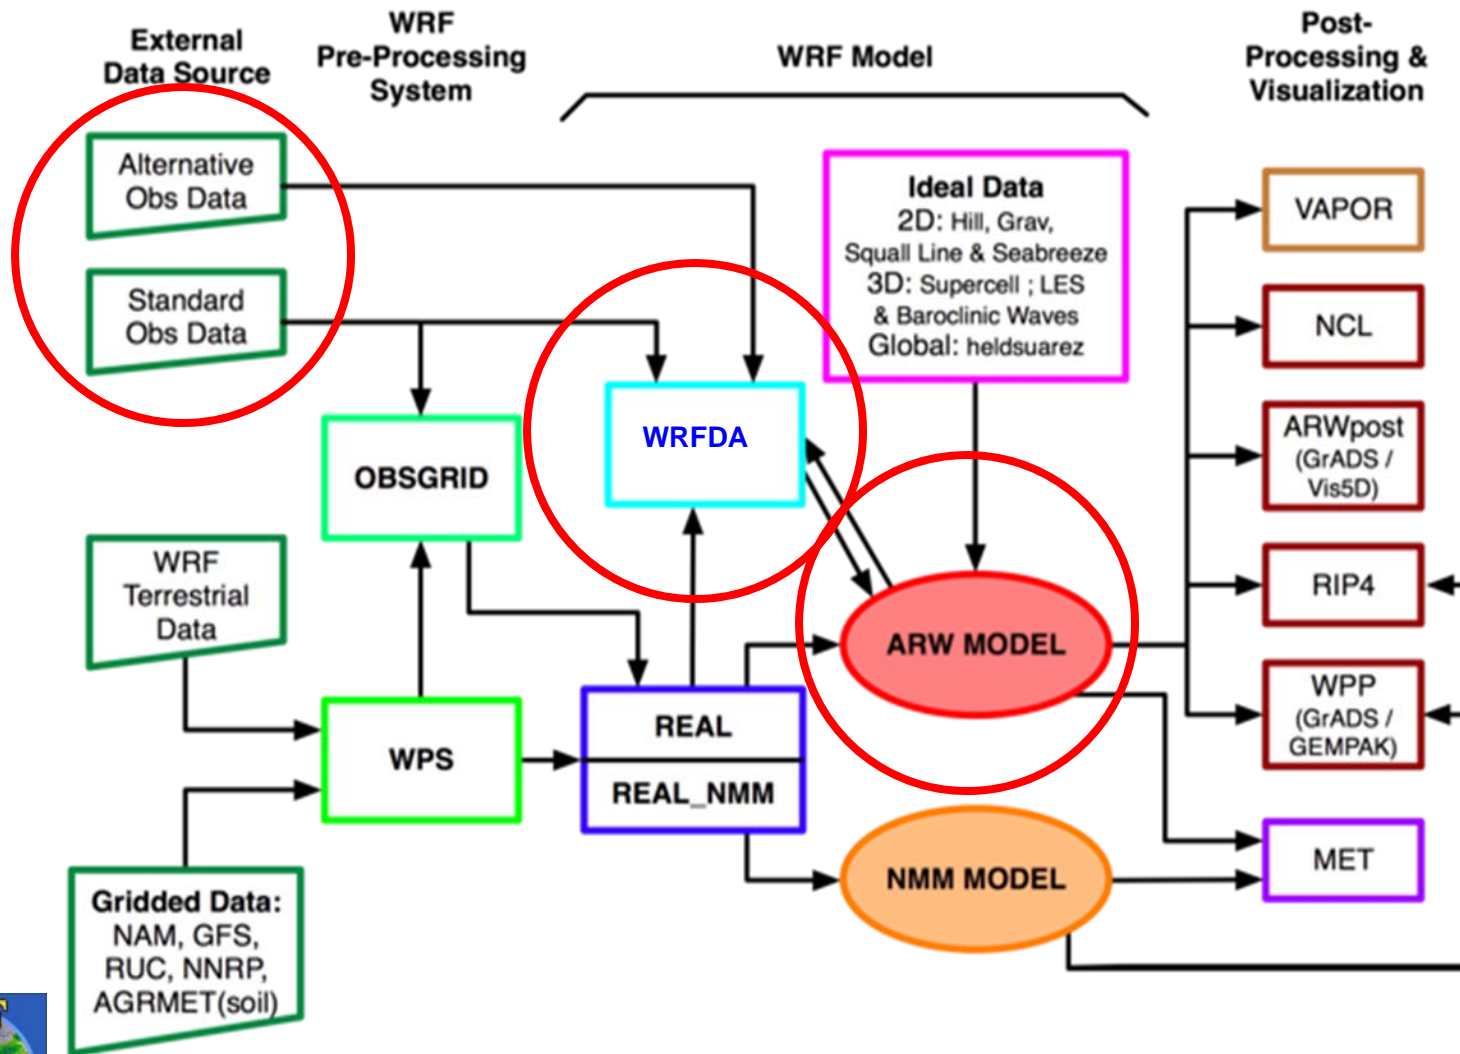 External
Data Source
WRF
Pre-Processing
System
WRF Model
Post-
Processing &
Visualization
Alternative
Obs Data
Standard
Obs Data
WRF
Terrestrial
Data
Gridded Data:
NAM, GFS,
RUC, NNRP,
AGRMET(soil)
OBSGRID
WPS
WRFDA
REAL
REAL_NMM
Ideal Data
2D: Hill, Grav,
Squall Line & Seabreeze
3D: Supercell ; LES
& Baroclinic Waves
Global: heldsuarez
ARW MODEL
NMM MODEL
VAPOR
NCL
ARWpost
(GrADS /
Vis5D)
RIP4
WPP
(GrADS /
GEMPAK)
MET